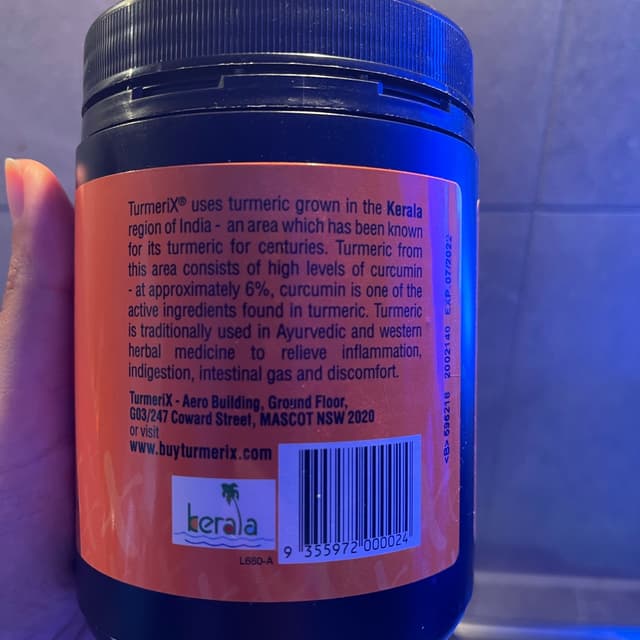 TurmeriX® uses turmeric grown in the Kerala
region of India - an area which has been known
for its turmeric for centuries. Turmeric from
this area consists of high levels of curcumin
- at approximately 6%, curcumin is one of the
active ingredients found in turmeric. Turmeric
is traditionally used in Ayurvedic and western
herbal medicine to relieve inflammation,
indigestion, intestinal gas and discomfort.
TurmeriX - Aero Building, Ground Floor,
G03/247 Coward Street, MASCOT NSW 2020
or visit
www.buyturmerix.com
kerala
L660-A
9 355972 000024
<B> 596218 2002140 EXP 07/2022